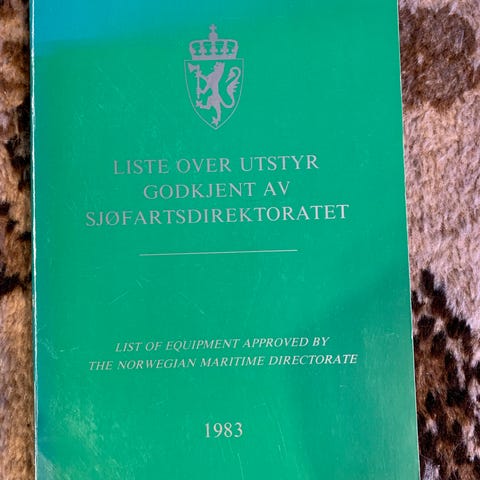 LISTE OVER UTSTYR
GODKJENT AV
SJØFARTSDIREKTORATET
LIST OF EQUIPMENT APPROVED BY
THE NORWEGIAN MARITIME DIRECTORATE
1983